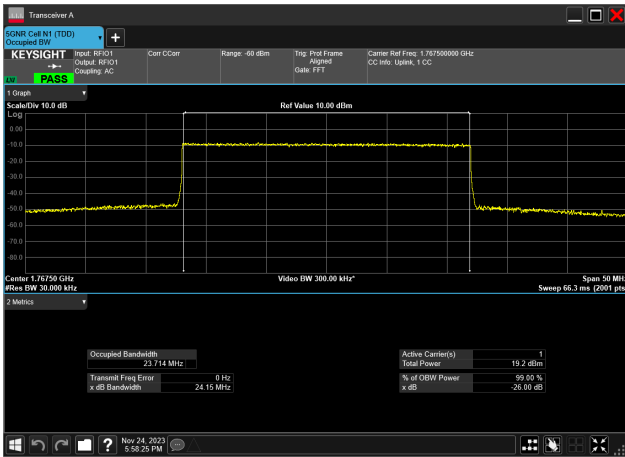 Transceiver A
5GNR Cell N1 (TDD)
Occupied BW
KEYSIGHT
Input: RFIO1
Output: RFIO1
Coupling: AC
Corr CCorr
Range: -60 dBm
Trig: Prot Frame
Aligned
Gate: FFT
Carrier Ref Freq: 1.767500000 GHz
CC Info: Uplink, 1 CC
LXI
PASS
1 Graph
Scale/Div 10.0 dB
Ref Value 10.00 dBm
Log
0.00
-10.0
-20.0
-30.0
-40.0
-50.0
-60.0
-70.0
-80.0
Center 1.76750 GHz
Video BW 300.00 kHz*
Span 50 MHz
#Res BW 30.000 kHz
Sweep 66.3 ms (2001 pts
2 Metrics
Occupied Bandwidth
23.714 MHz
Active Carrier(s) 1
Total Power 19.2 dBm
Transmit Freq Error 0 Hz
x dB Bandwidth 24.15 MHz
% of OBW Power 99.00 %
x dB -26.00 dB
Nov 24, 2023
5:58:25 PM